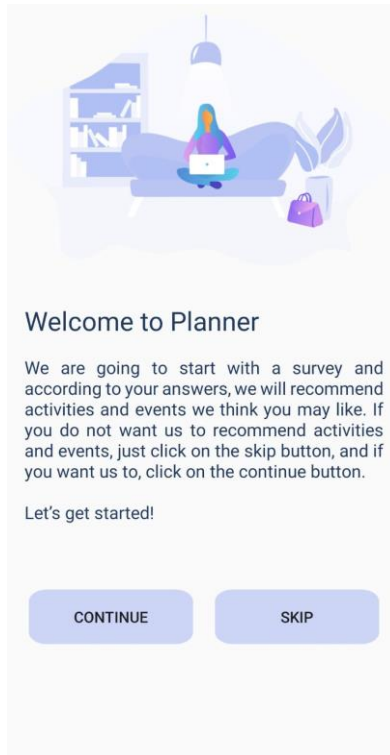 Welcome to Planner
We are going to start with a survey and
according to your answers, we will recommend
activities and events we think you may like. If
you do not want us to recommend activities
and events, just click on the skip button, and if
you want us to, click on the continue button.
Let's get started!
CONTINUE
SKIP